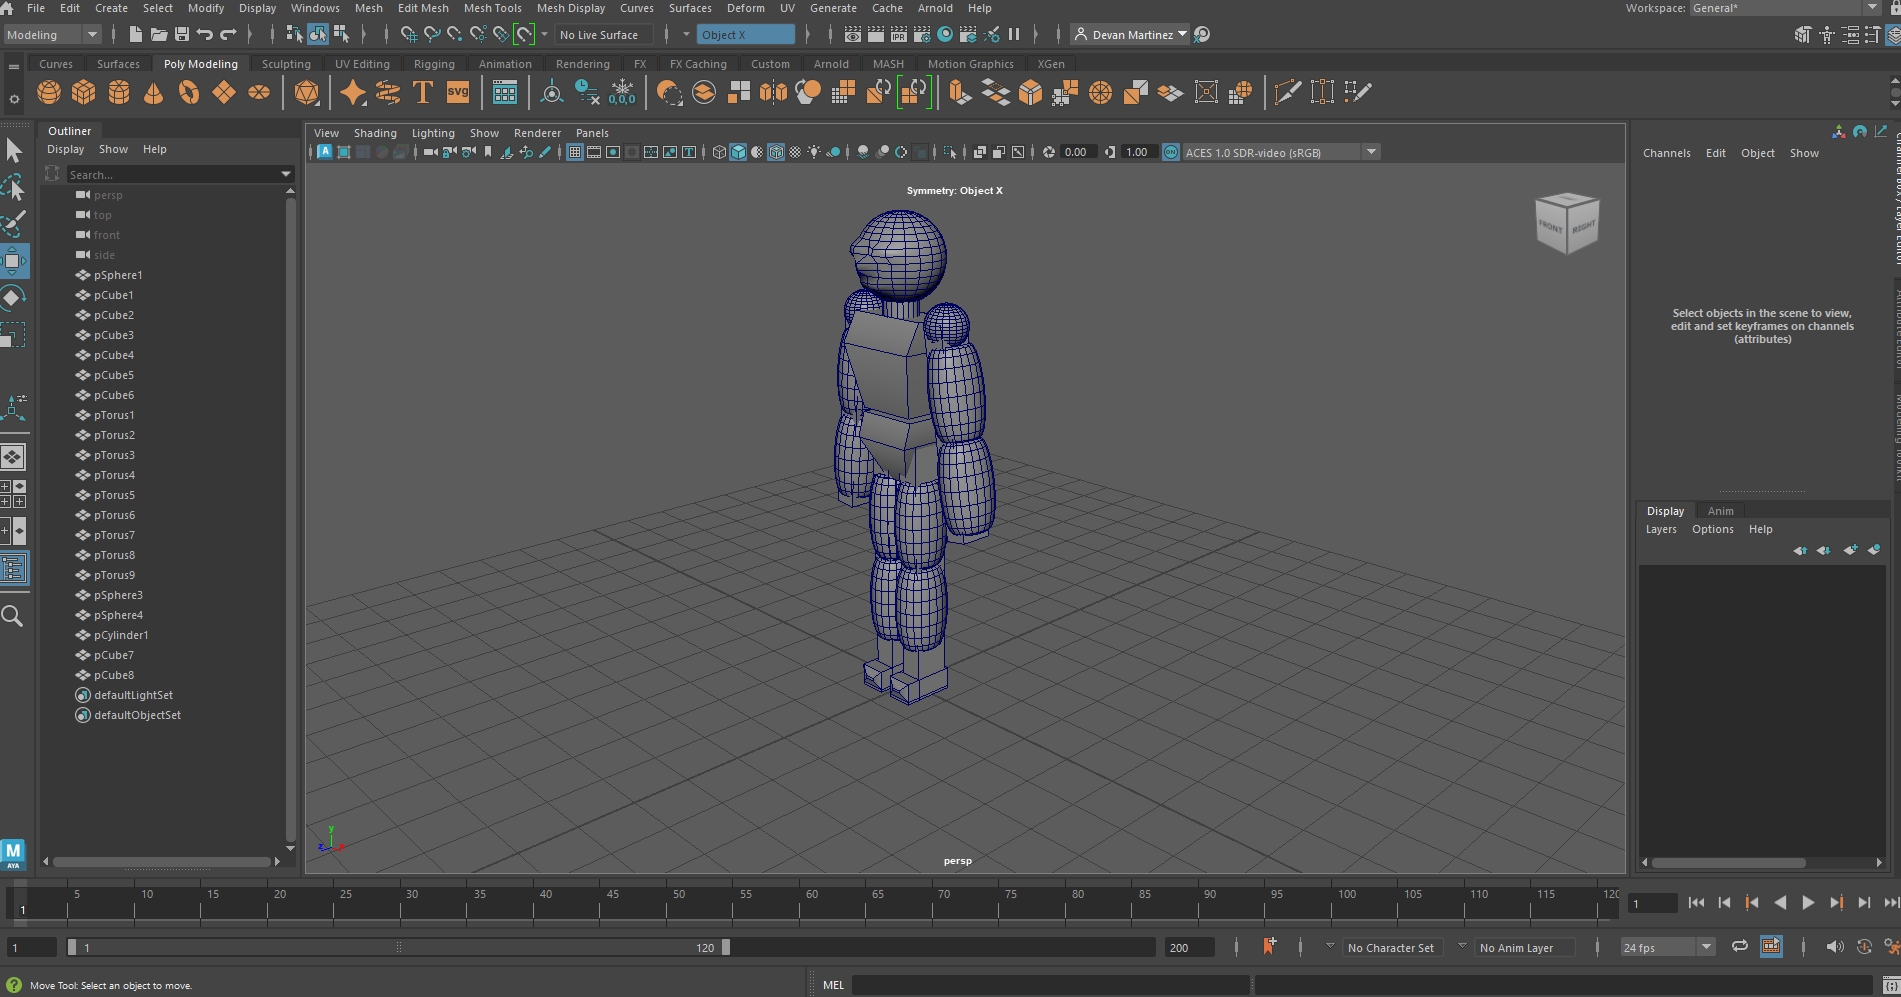 File Edit Create Select Modify Display Windows Mesh Edit Mesh Mesh Tools Mesh Display Curves Surfaces Deform UV Generate Cache Arnold Help Workspace: General*
Modeling No Live Surface Object X IPR Devan Martinez
Curves Surfaces Poly Modeling Sculpting UV Editing Rigging Animation Rendering FX FX Caching Custom Arnold MASH Motion Graphics XGen
T SVG 0,0,0
Outliner
Display Show Help
Search...
persp
top
front
side
pSphere1
pCube1
pCube2
pCube3
pCube4
pCube5
pCube6
pTorus1
pTorus2
pTorus3
pTorus4
pTorus5
pTorus6
pTorus7
pTorus8
pTorus9
pSphere3
pSphere4
pCylinder1
pCube7
pCube8
defaultLightSet
defaultObjectSet
View Shading Lighting Show Renderer Panels
A 0.00 1.00 ON ACES 1.0 SDR-video (sRGB)
Symmetry: Object X
FRONT RIGHT
y
z x
persp
Channels Edit Object Show
Select objects in the scene to view,
edit and set keyframes on channels
(attributes)
Display Anim
Layers Options Help
M
AYA
5 10 15 20 25 30 35 40 45 50 55 60 65 70 75 80 85 90 95 100 105 110 115 120
1 1
1 1 120 200 No Character Set No Anim Layer 24 fps
Move Tool: Select an object to move. MEL